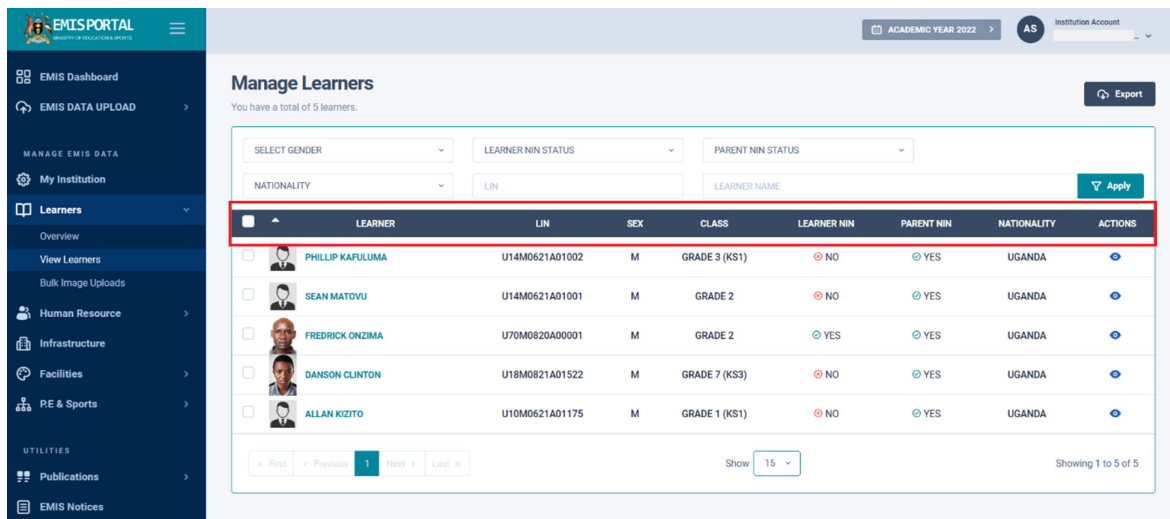 EMIS PORTAL
MINISTRY OF EDUCATION & SPORTS
ACADEMIC YEAR 2022
AS
Institution Account
EMIS Dashboard
EMIS DATA UPLOAD
MANAGE EMIS DATA
My Institution
Learners
Overview
View Learners
Bulk Image Uploads
Human Resource
Infrastructure
Facilities
P.E & Sports
UTILITIES
Publications
EMIS Notices
Manage Learners
You have a total of 5 learners.
Export
SELECT GENDER LEARNER NIN STATUS PARENT NIN STATUS
NATIONALITY LIN LEARNER NAME Apply
LEARNER LIN SEX CLASS LEARNER NIN PARENT NIN NATIONALITY ACTIONS
PHILLIP KAFULUMA U14M0621A01002 M GRADE 3 (KS1) NO YES UGANDA
SEAN MATOVU U14M0621A01001 M GRADE 2 NO YES UGANDA
FREDRICK ONZIMA U70M0820A00001 M GRADE 2 YES YES UGANDA
DANSON CLINTON U18M0821A01522 M GRADE 7 (KS3) NO YES UGANDA
ALLAN KIZITO U10M0621A01175 M GRADE 1 (KS1) NO YES UGANDA
« First ‹ Previous 1 Next › Last » Show 15 Showing 1 to 5 of 5